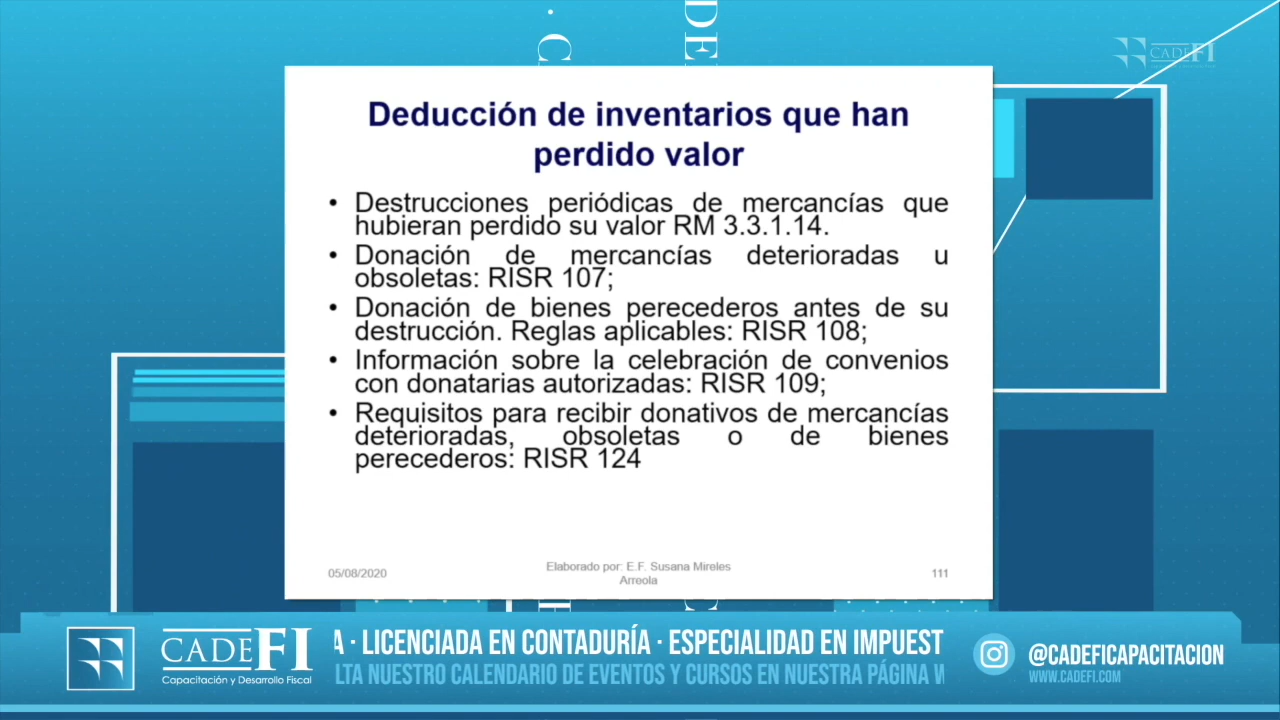 · C
DE
CADEFI
Deducción de inventarios que han
perdido valor
• Destrucciones periódicas de mercancías que
hubieran perdido su valor RM 3.3.1.14.
• Donación de mercancías deterioradas u
obsoletas: RISR 107;
• Donación de bienes perecederos antes de su
destrucción. Reglas aplicables: RISR 108;
• Información sobre la celebración de convenios
con donatarias autorizadas: RISR 109;
• Requisitos para recibir donativos de mercancías
deterioradas, obsoletas o de bienes
perecederos: RISR 124
05/08/2020
Elaborado por: E.F. Susana Mireles
Arreola
111
CADEFI
Capacitación y Desarrollo Fiscal
A · LICENCIADA EN CONTADURÍA · ESPECIALIDAD EN IMPUEST
LTA NUESTRO CALENDARIO DE EVENTOS Y CURSOS EN NUESTRA PÁGINA W
@CADEFICAPACITACION
WWW.CADEFI.COM